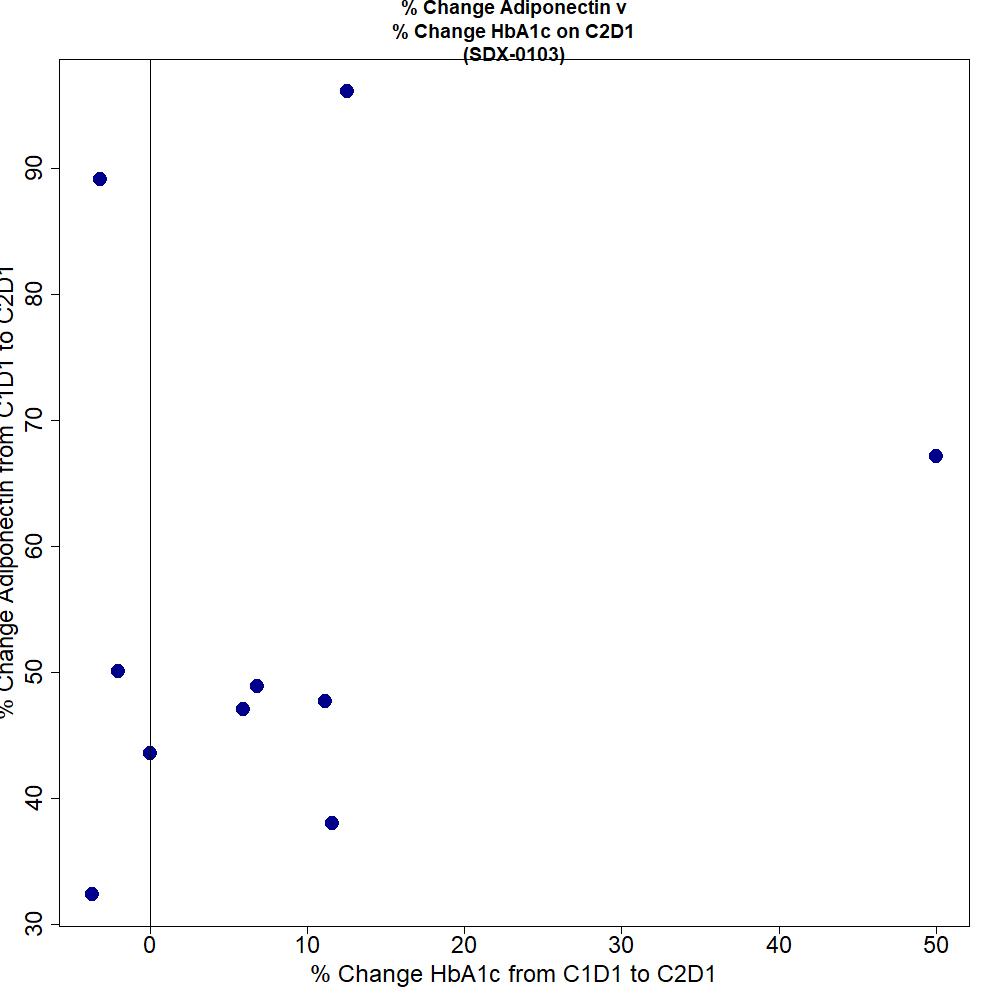 % Change Adiponectin v
% Change HbA1c on C2D1
(SDX-0103)
% Change Adiponectin from C1D1 to C2D1
90
80
70
60
50
40
30
0 10 20 30 40 50
% Change HbA1c from C1D1 to C2D1